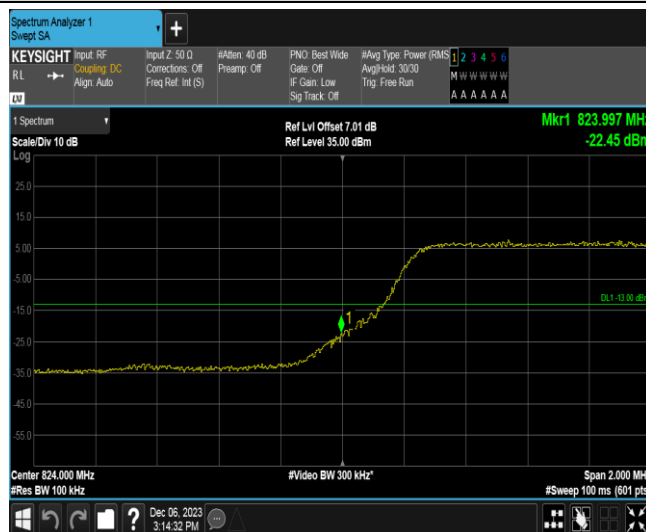 Spectrum Analyzer 1
Swept SA
+
KEYSIGHT
RL
LXI
Input: RF
Coupling: DC
Align: Auto
Input Z: 50 Ω
Corrections: Off
Freq Ref: Int (S)
#Atten: 40 dB
Preamp: Off
PNO: Best Wide
Gate: Off
IF Gain: Low
Sig Track: Off
#Avg Type: Power (RMS
Avg|Hold: 30/30
Trig: Free Run
1 2 3 4 5 6
M W W W W W
A A A A A A
1 Spectrum
Scale/Div 10 dB
Log
Ref Lvl Offset 7.01 dB
Ref Level 35.00 dBm
Mkr1 823.997 MHz
-22.45 dBm
25.0
15.0
5.00
-5.00
DL1 -13.00 dBm
-15.0
1
-25.0
-35.0
-45.0
-55.0
Center 824.000 MHz
#Res BW 100 kHz
#Video BW 300 kHz*
Span 2.000 MHz
#Sweep 100 ms (601 pts)
?
Dec 06, 2023
3:14:32 PM